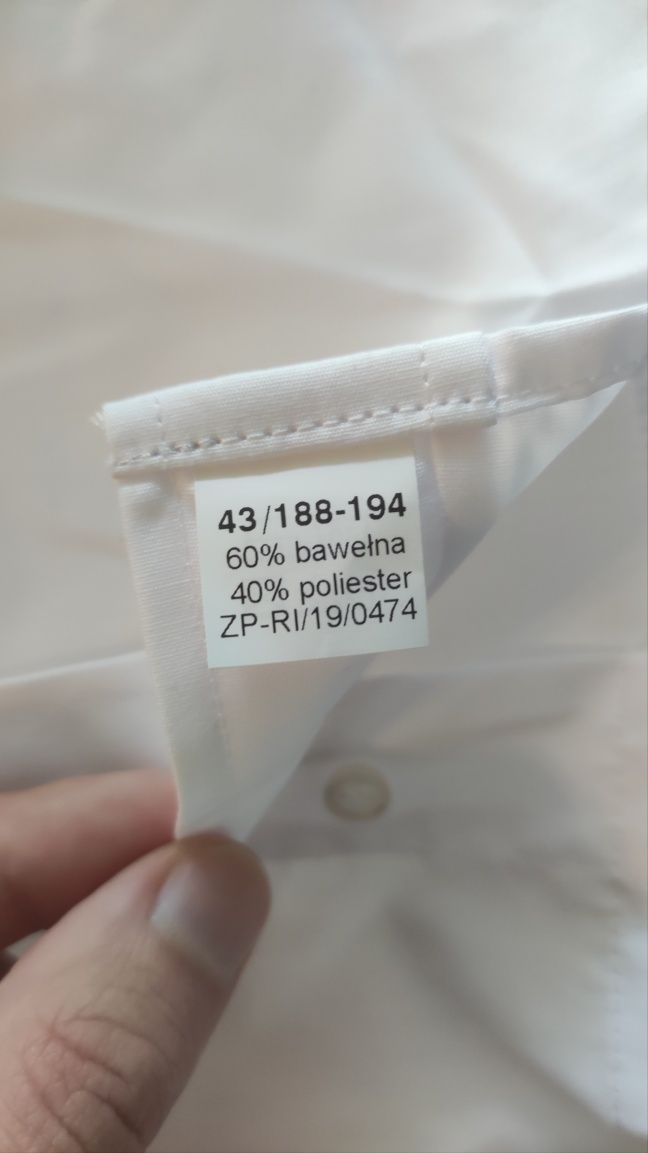 43/188-194
60% bawełna
40% poliester
ZP-RI/19/0474